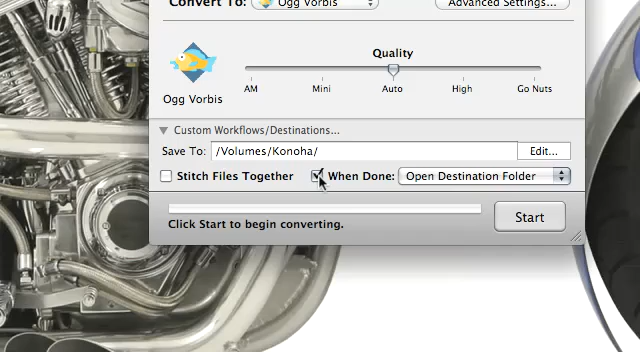 Convert To: Ogg Vorbis Advanced Settings...
Quality
AM Mini Auto High Go Nuts
Ogg Vorbis
Custom Workflows/Destinations...
Save To: /Volumes/Konoha/ Edit...
Stitch Files Together When Done: Open Destination Folder
Click Start to begin converting. Start